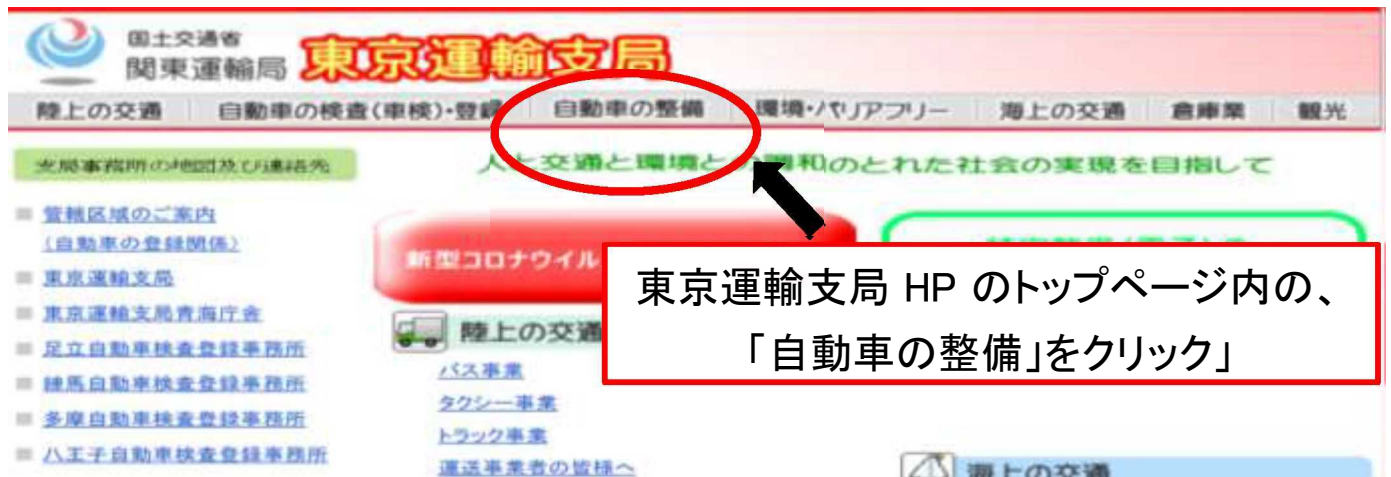 国土交通省
関東運輸局 東京運輸支局
陸上の交通 自動車の検査(車検)・登録 自動車の整備 環境・バリアフリー 海上の交通 倉庫業 観光
支局事務所の地図及び連絡先
人と交通と環境との調和のとれた社会の実現を目指して
管轄区域のご案内
(自動車の登録関係)
東京運輸支局
東京運輸支局青海庁舎
足立自動車検査登録事務所
練馬自動車検査登録事務所
多摩自動車検査登録事務所
八王子自動車検査登録事務所
新型コロナウイル
東京運輸支局 HP のトップページ内の、
「自動車の整備」をクリック」
陸上の交通
バス事業
タクシー事業
トラック事業
運送事業者の皆様へ
海上の交通